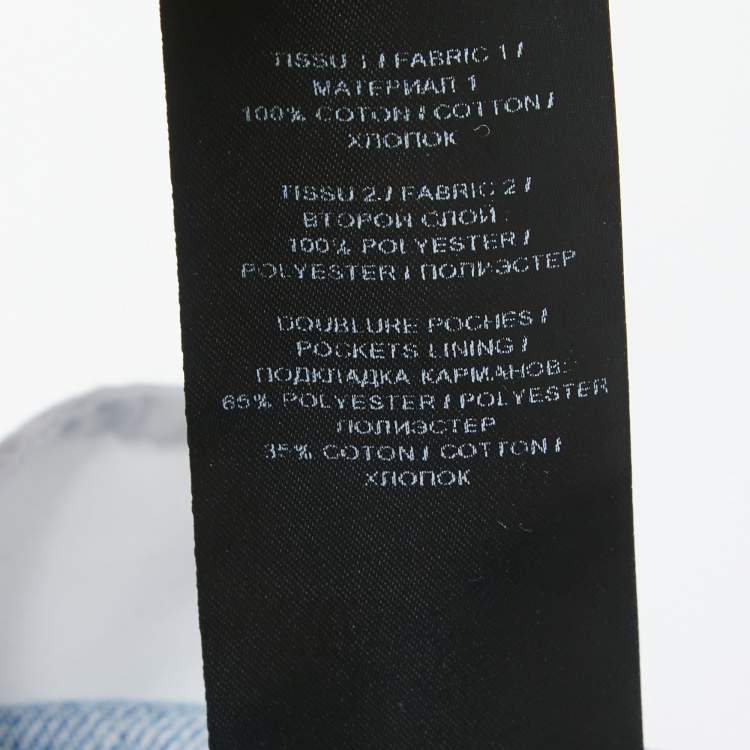 TISSU 1 / FABRIC 1 /
МАТЕРИАЛ 1
100% COTON / COTTON /
ХЛОПОК
TISSU 2 / FABRIC 2 /
ВТОРОЙ СЛОЙ
100% POLYESTER /
POLYESTER / ПОЛИЭСТЕР
DOUBLURE POCHES /
POCKETS LINING /
ПОДКЛАДКА КАРМАНОВ:
65% POLYESTER / POLYESTER
ПОЛИЭСТЕР
35% COTON / COTTON /
ХЛОПОК